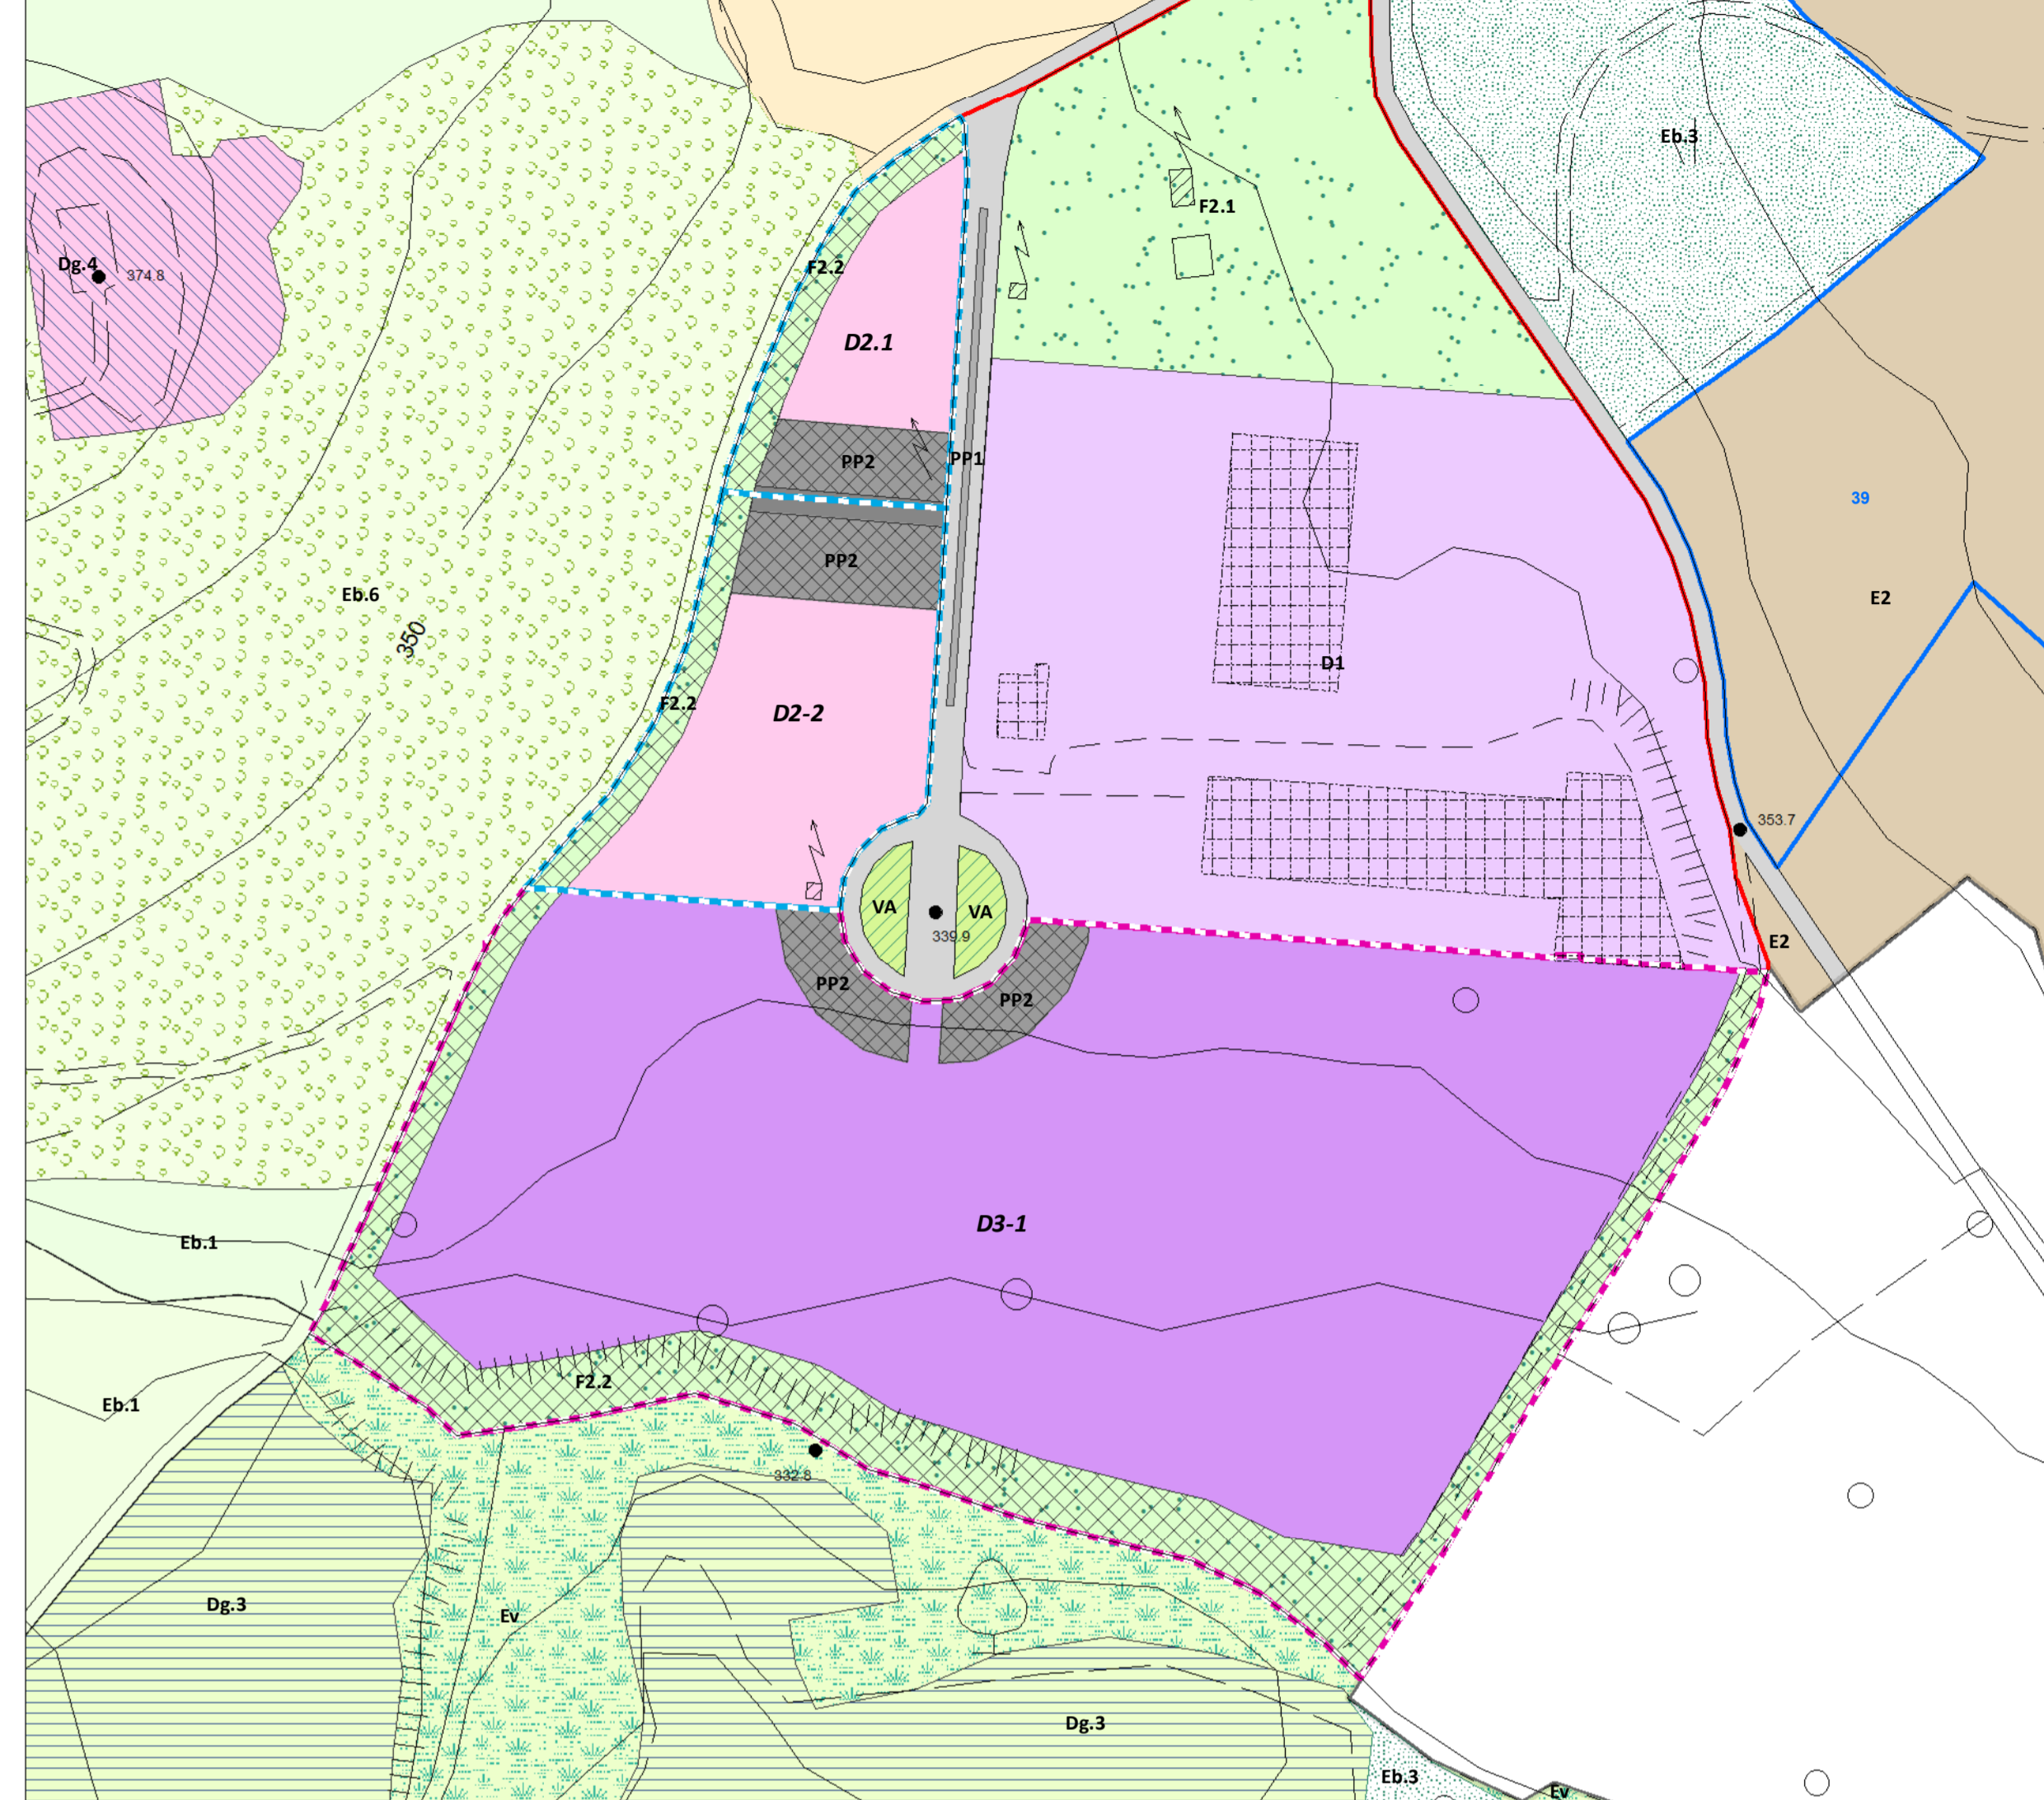 Eb.3
F2.1
Dg.4
374.8
F2.2
D2.1
PP2
PP1
39
PP2
Eb.6
E2
350
D1
F2.2
D2-2
353.7
VA
VA
339.9
E2
PP2
PP2
D3-1
Eb.1
F2.2
Eb.1
332.8
Dg.3
Ev
Dg.3
Eb.3
Ev